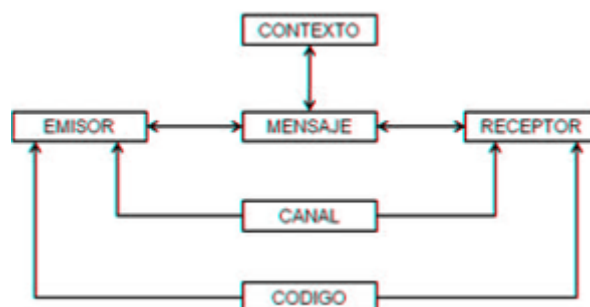 CONTEXTO
EMISOR MENSAJE RECEPTOR
CANAL
CODIGO